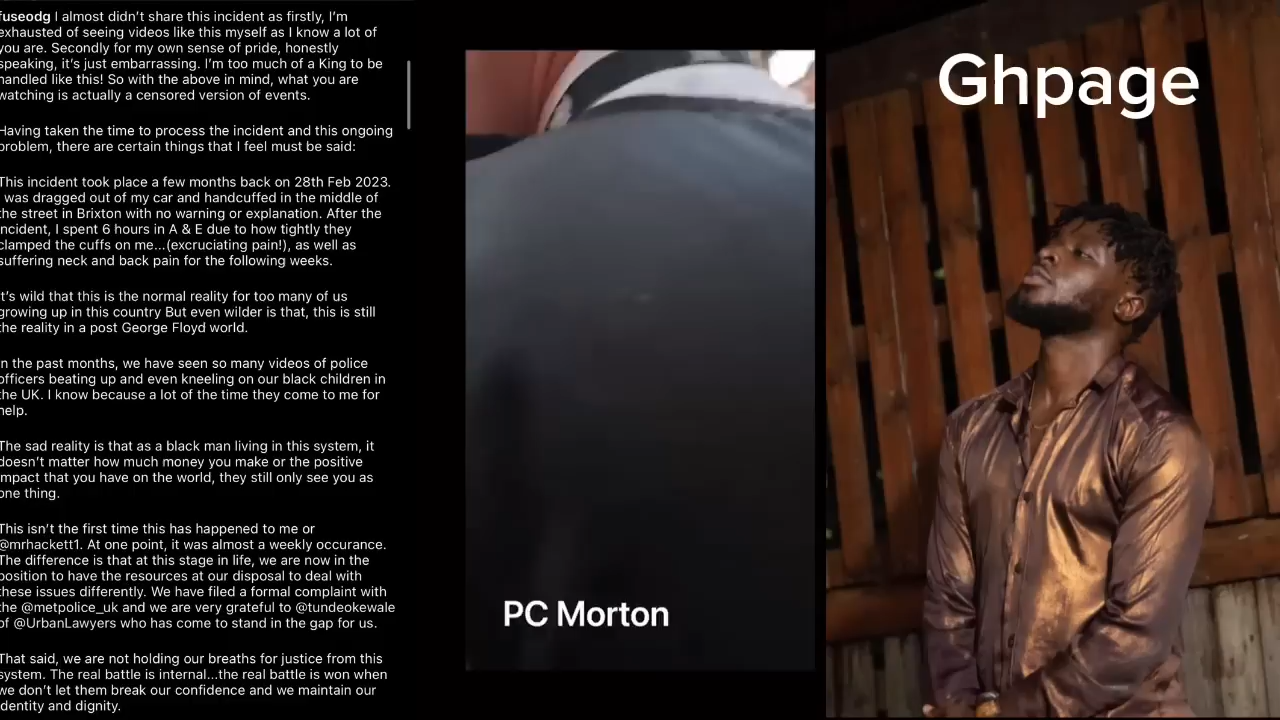 fuseodg I almost didn't share this incident as firstly, I'm
exhausted of seeing videos like this myself as I know a lot of
you are. Secondly for my own sense of pride, honestly
speaking, it's just embarrassing. I'm too much of a King to be
handled like this! So with the above in mind, what you are
watching is actually a censored version of events.
Having taken the time to process the incident and this ongoing
problem, there are certain things that I feel must be said:
This incident took place a few months back on 28th Feb 2023.
was dragged out of my car and handcuffed in the middle of
the street in Brixton with no warning or explanation. After the
incident, I spent 6 hours in A & E due to how tightly they
clamped the cuffs on me...(excruciating pain!), as well as
suffering neck and back pain for the following weeks.
It's wild that this is the normal reality for too many of us
growing up in this country But even wilder is that, this is still
the reality in a post George Floyd world.
In the past months, we have seen so many videos of police
officers beating up and even kneeling on our black children in
the UK. I know because a lot of the time they come to me for
help.
The sad reality is that as a black man living in this system, it
doesn't matter how much money you make or the positive
impact that you have on the world, they still only see you as
one thing.
This isn't the first time this has happened to me or
@mrhackett1. At one point, it was almost a weekly occurance.
The difference is that at this stage in life, we are now in the
position to have the resources at our disposal to deal with
these issues differently. We have filed a formal complaint with
the @metpolice_uk and we are very grateful to @tundeokewale
of @UrbanLawyers who has come to stand in the gap for us.
That said, we are not holding our breaths for justice from this
system. The real battle is internal...the real battle is won when
we don't let them break our confidence and we maintain our
identity and dignity.
PC Morton
Ghpage